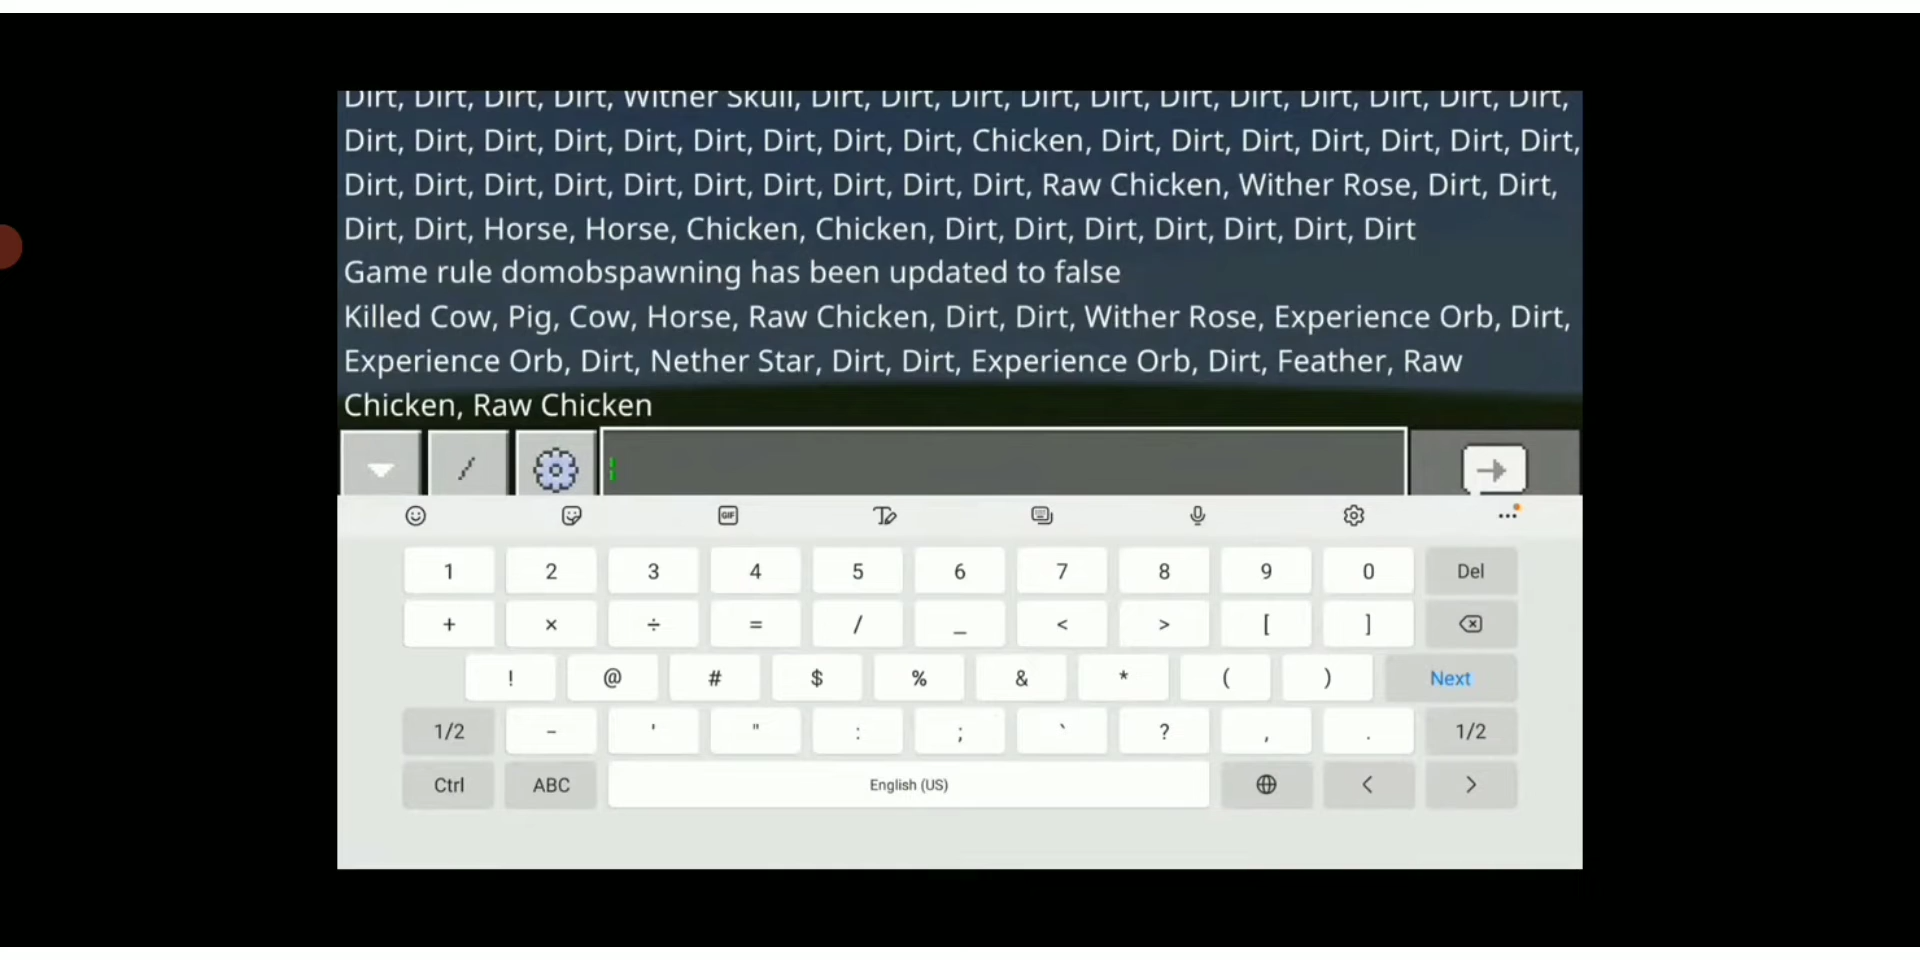 Dirt, Dirt, Dirt, Dirt, Wither Skull, Dirt, Dirt, Dirt, Dirt, Dirt, Dirt, Dirt, Dirt, Dirt, Dirt, Dirt,
Dirt, Dirt, Dirt, Dirt, Dirt, Dirt, Dirt, Dirt, Dirt, Chicken, Dirt, Dirt, Dirt, Dirt, Dirt, Dirt, Dirt,
Dirt, Dirt, Dirt, Dirt, Dirt, Dirt, Dirt, Dirt, Dirt, Dirt, Raw Chicken, Wither Rose, Dirt, Dirt,
Dirt, Dirt, Horse, Horse, Chicken, Chicken, Dirt, Dirt, Dirt, Dirt, Dirt, Dirt, Dirt
Game rule domobspawning has been updated to false
Killed Cow, Pig, Cow, Horse, Raw Chicken, Dirt, Dirt, Wither Rose, Experience Orb, Dirt,
Experience Orb, Dirt, Nether Star, Dirt, Dirt, Experience Orb, Dirt, Feather, Raw
Chicken, Raw Chicken
/
GIF
1 2 3 4 5 6 7 8 9 0 Del
+ × ÷ = / _ < > [ ]
! @ # $ % & * ( ) Next
1/2 - ' " : ; ` ? , . 1/2
Ctrl ABC English (US) < >